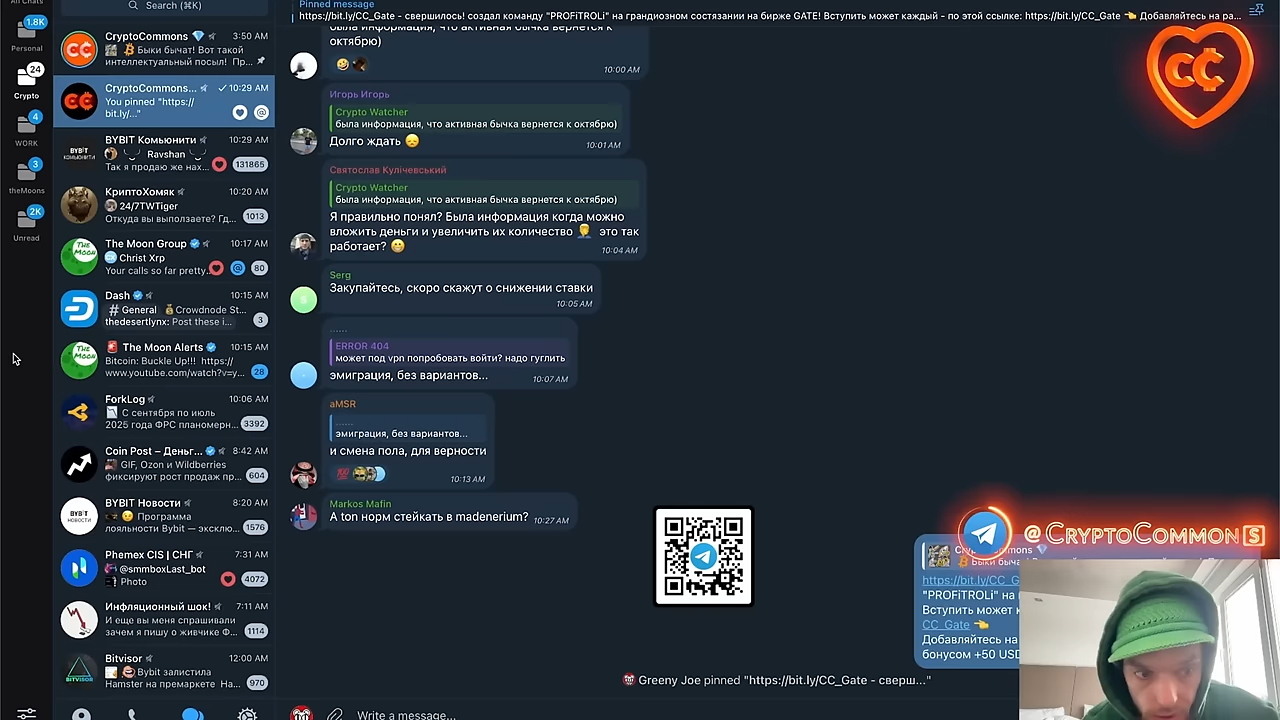 All Chats
1.8K
Personal
24
Crypto
4
WORK
3
theMoons
2K
Unread
Search (⌘K)
CryptoCommons 💎
3:50 AM
Быки бычат! Вот такой
интеллектуальный посыл! Пр...
CryptoCommons...
10:29 AM
You pinned "https://
bit.ly/..."
BYBIT Комьюнити
10:29 AM
Ravshan
Так я продаю же нах...
131865
BYBIT
КОМЬЮНИТИ
КриптоХомяк
10:20 AM
24/7TWTiger
Откуда вы выползаете? Гд...
1013
The Moon Group
10:17 AM
Christ Xrp
Your calls so far pretty...
80
THE MOON
Dash
10:15 AM
# General 💰Crowdnode St...
thedesertlynx: Post these i...
3
🚨 The Moon Alerts
10:15 AM
Bitcoin: Buckle Up!!! https://
www.youtube.com/watch?v=y...
28
THE MOON
ForkLog
10:06 AM
С сентября по июль
2025 года ФРС планомерн...
3392
Coin Post – Деньг...
8:42 AM
GIF, Ozon и Wildberries
фиксируют рост продаж пр...
604
BYBIT Новости
8:20 AM
Программа
лояльности Bybit — эксклю...
1576
BYBIT
НОВОСТИ
Phemex CIS | СНГ
7:31 AM
@smmboxLast_bot
Photo
4072
Инфляционный шок!
7:11 AM
И еще вы меня спрашивали
зачем я пишу о живчике Ф...
1114
Bitvisor
12:00 AM
Bybit залистила
Hamster на премаркете На...
970
BITVISOR
Pinned message
https://bit.ly/CC_Gate - свершилось! создал команду "PROFiTROLi" на грандиозном состязании на бирже GATE! Вступить может каждый - по этой ссылке: https://bit.ly/CC_Gate 👈 Добавляйтесь на ра...
была информация, что активная бычка вернется к
октябрю)
10:00 AM
Игорь Игорь
Crypto Watcher
была информация, что активная бычка вернется к октябрю)
Долго ждать 😞
10:01 AM
Святослав Кулічевський
Crypto Watcher
была информация, что активная бычка вернется к октябрю)
Я правильно понял? Была информация когда можно
вложить деньги и увеличить их количество 🤦‍♂️ это так
работает? 😊
10:04 AM
Serg
Закупайтесь, скоро скажут о снижении ставки
10:05 AM
......
ERROR 404
может под vpn попробовать войти? надо гуглить
эмиграция, без вариантов...
10:07 AM
aMSR
......
эмиграция, без вариантов...
и смена пола, для верности
💯
10:13 AM
Markos Mafin
А ton норм стейкать в madenerium?
10:27 AM
CC
@CRYPTOCOMMONS
https://bit.ly/CC_G
"PROFiTROLi" на
Вступить может к
CC_Gate 👈
Добавляйтесь на
бонусом +50 USD
Greeny Joe pinned "https://bit.ly/CC_Gate - сверш..."
Write a message...